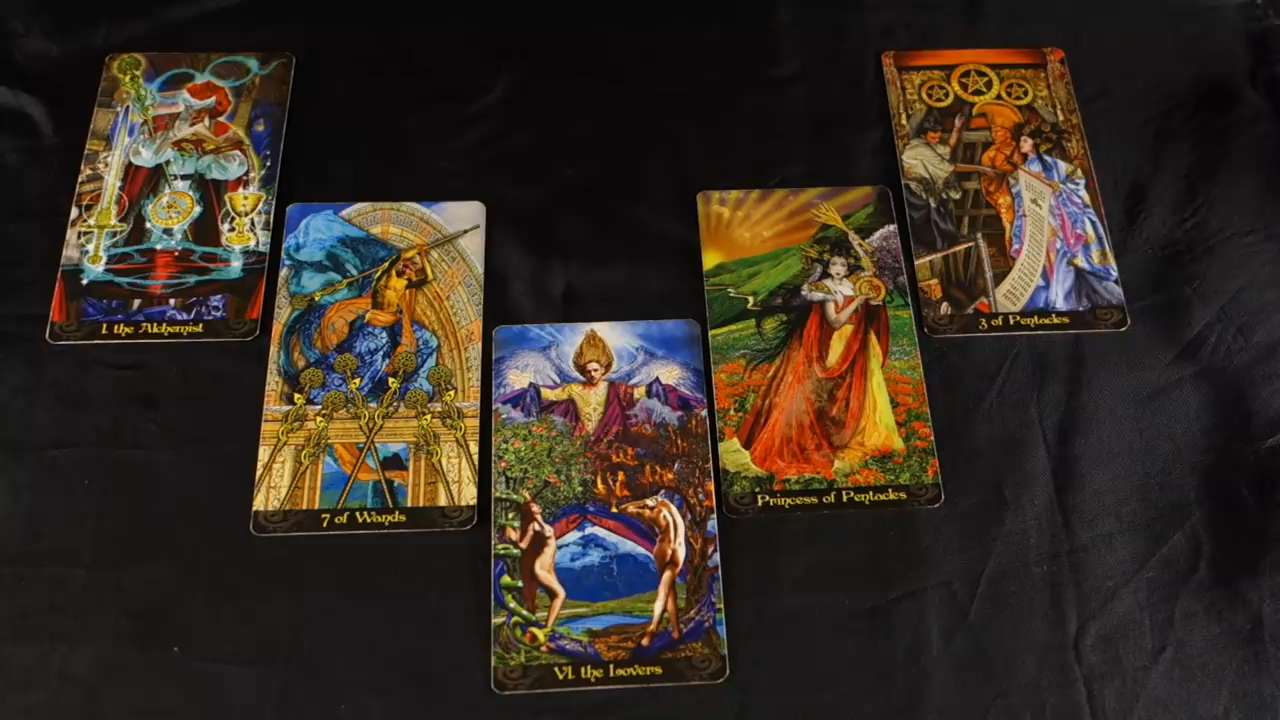 I. the Alchemist
7 of Wands
VI. the Lovers
Princess of Pentacles
3 of Pentacles